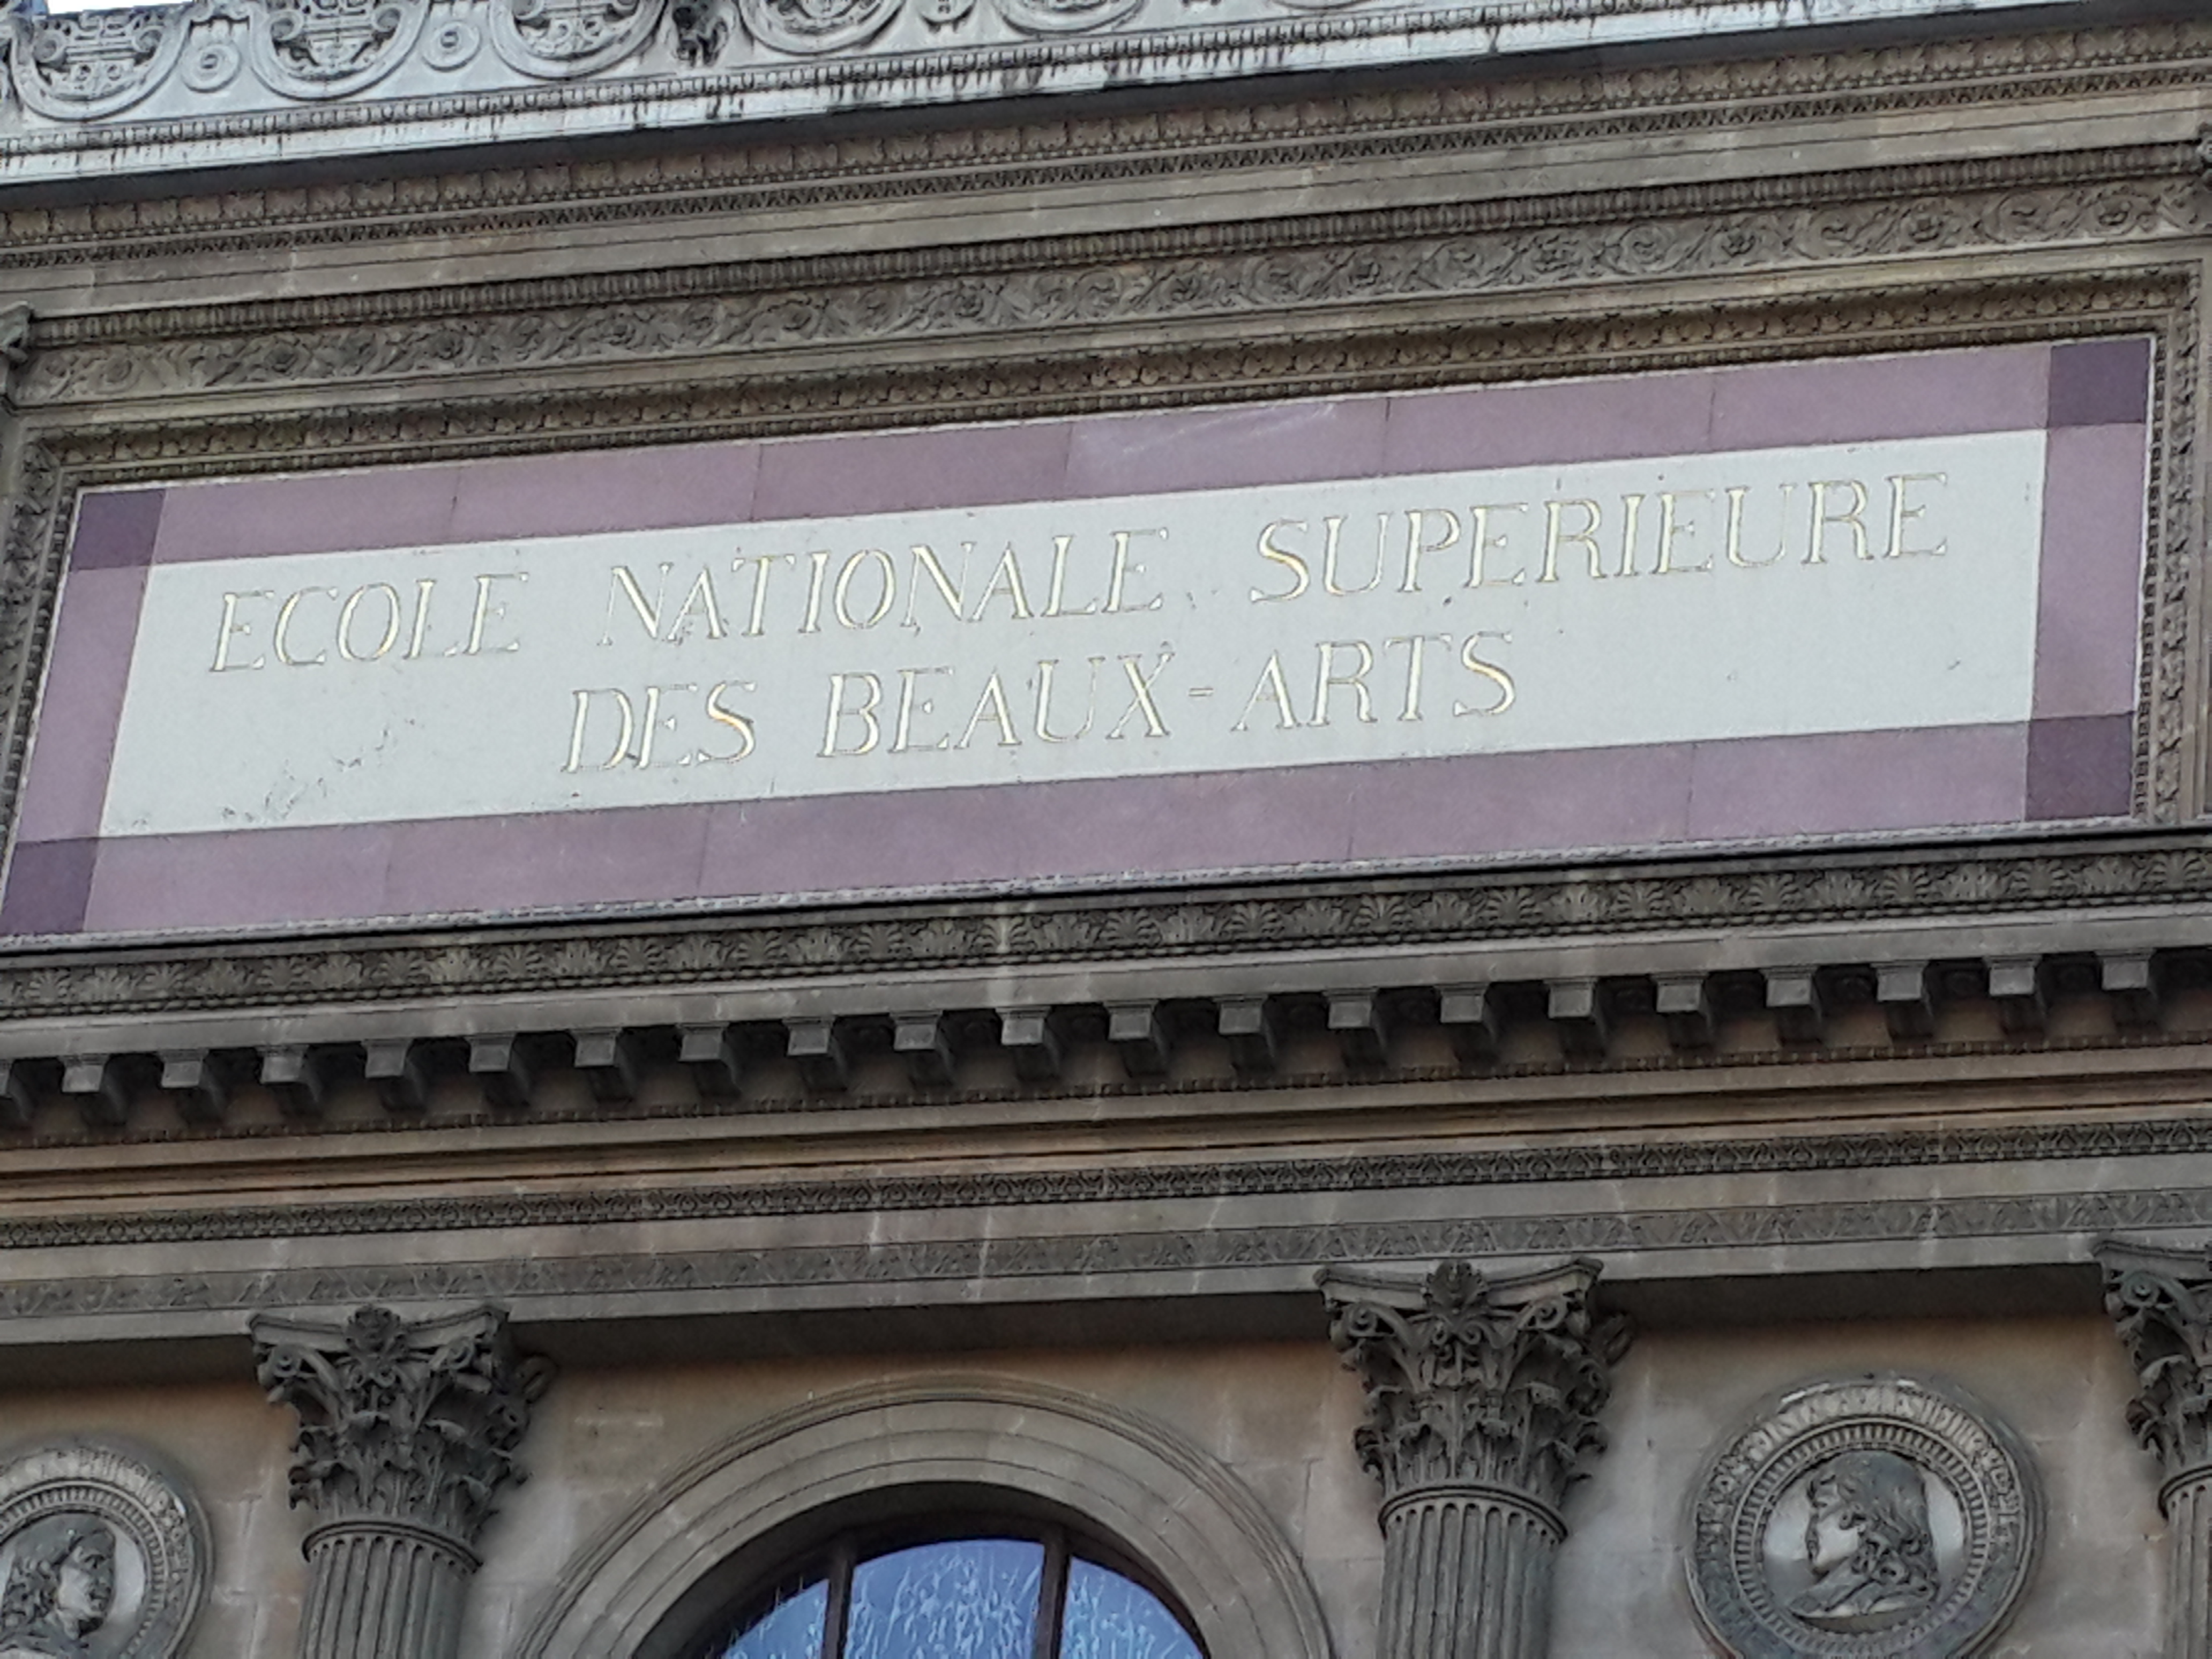 ECOLE NATIONALE SUPERIEURE
DES BEAUX-ARTS